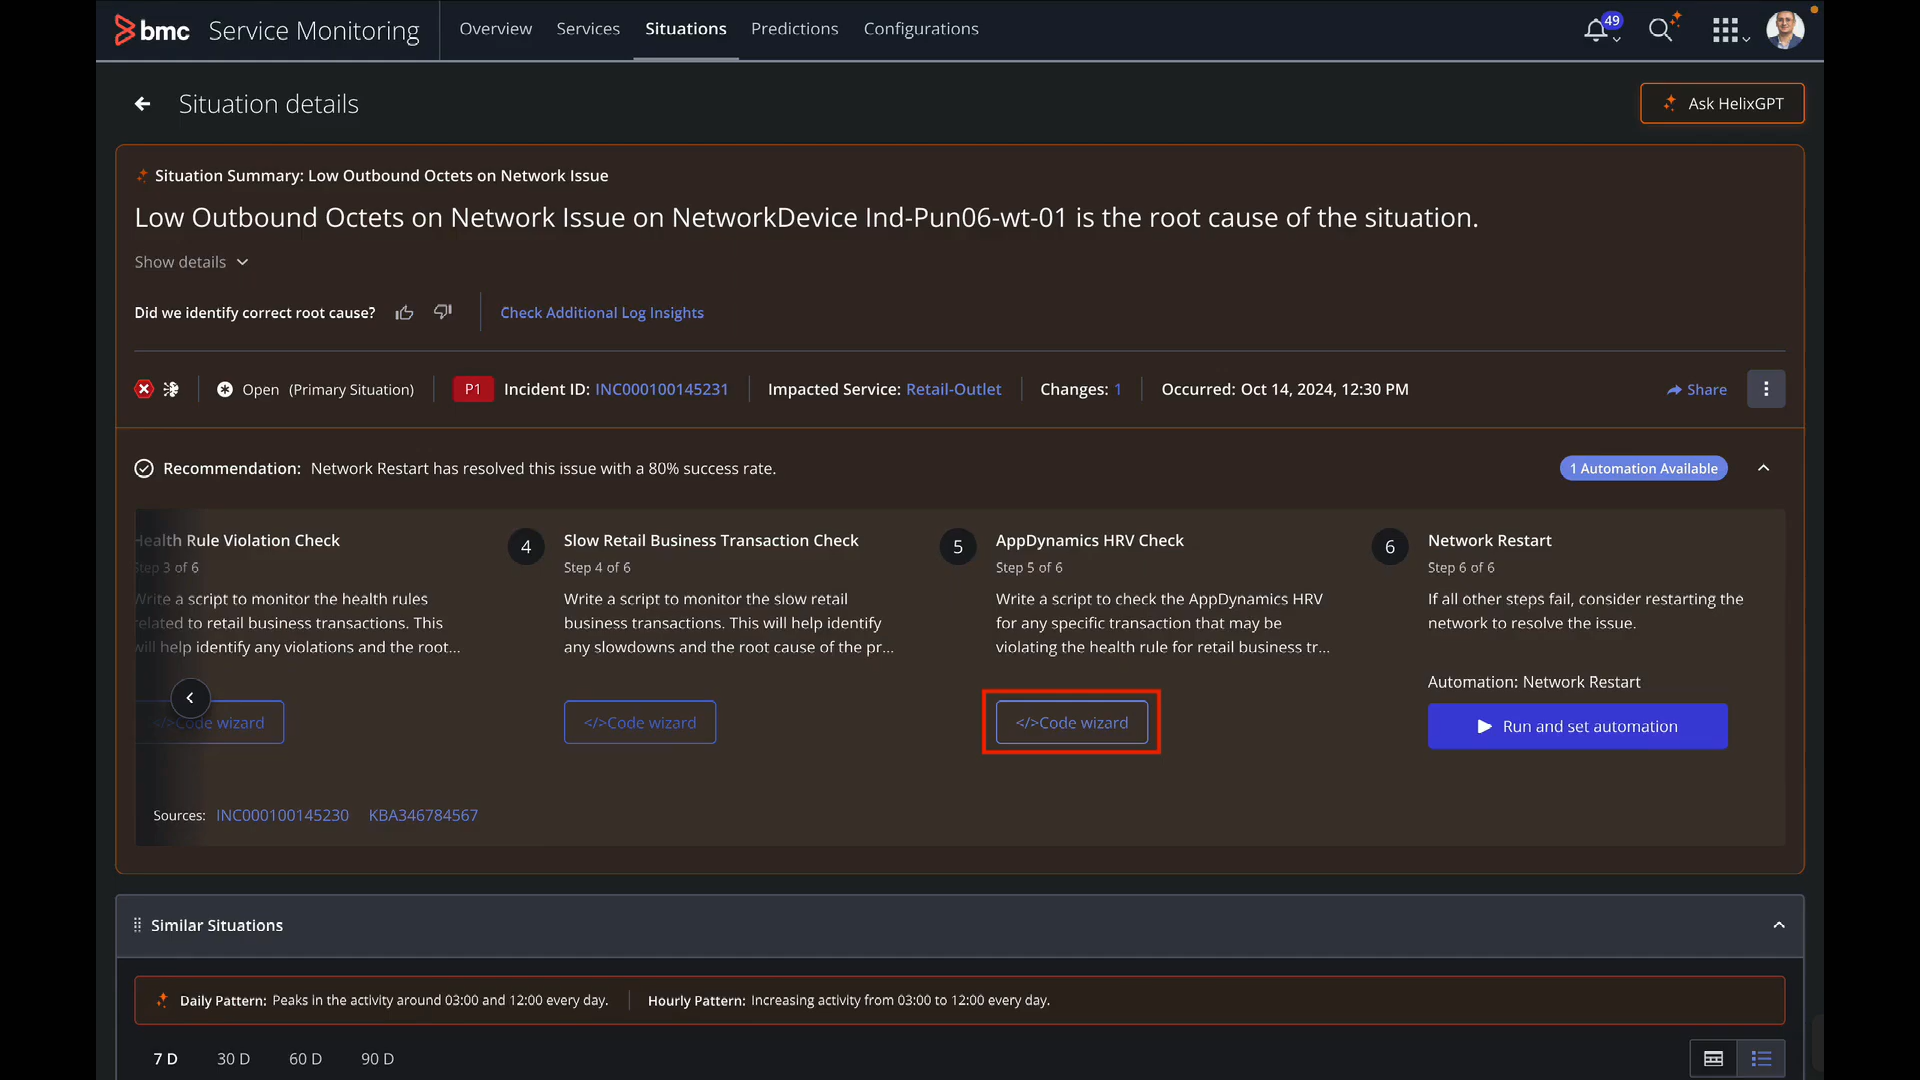 bmc Service Monitoring
Overview Services Situations Predictions Configurations
49
Situation details
Ask HelixGPT
Situation Summary: Low Outbound Octets on Network Issue
Low Outbound Octets on Network Issue on NetworkDevice Ind-Pun06-wt-01 is the root cause of the situation.
Show details
Did we identify correct root cause? Check Additional Log Insights
Open (Primary Situation) P1 Incident ID: INC000100145231 Impacted Service: Retail-Outlet Changes: 1 Occurred: Oct 14, 2024, 12:30 PM Share
Recommendation: Network Restart has resolved this issue with a 80% success rate.
1 Automation Available
Health Rule Violation Check
Step 3 of 6
Write a script to monitor the health rules
related to retail business transactions. This
will help identify any violations and the root...
</>Code wizard
4
Slow Retail Business Transaction Check
Step 4 of 6
Write a script to monitor the slow retail
business transactions. This will help identify
any slowdowns and the root cause of the pr...
</>Code wizard
5
AppDynamics HRV Check
Step 5 of 6
Write a script to check the AppDynamics HRV
for any specific transaction that may be
violating the health rule for retail business tr...
</>Code wizard
6
Network Restart
Step 6 of 6
If all other steps fail, consider restarting the
network to resolve the issue.
Automation: Network Restart
Run and set automation
Sources: INC000100145230 KBA346784567
Similar Situations
Daily Pattern: Peaks in the activity around 03:00 and 12:00 every day. Hourly Pattern: Increasing activity from 03:00 to 12:00 every day.
7 D 30 D 60 D 90 D